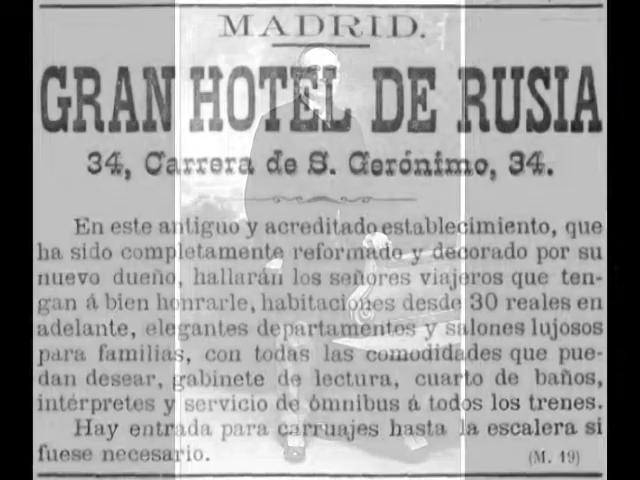 MADRID.
GRAN HOTEL DE RUSIA
34, Carrera de S. Gerónimo, 34.
En este antiguo y acreditado establecimiento, que
ha sido completamente reformado y decorado por su
nuevo dueño, hallarán los señores viajeros que ten-
gan á bien honrarle, habitaciones desde 30 reales en
adelante, elegantes departamentos y salones lujosos
para familias, con todas las comodidades que pue-
dan desear, gabinete de lectura, cuarto de baños,
intérpretes y servicio de ómnibus á todos los trenes.
Hay entrada para carruajes hasta la escalera si
fuese necesario.
(M. 19)